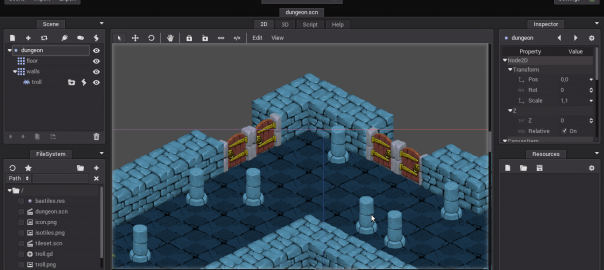 dungeon.scn
Scene
2D
3D
Script
Help
Inspector
Edit
View
dungeon
floor
walls
troll
dungeon
Property
Value
Node2D
Transform
Pos
0,0
Rot
0
Scale
1,1
Z
Z
0
Relative
On
FileSystem
Path
/
bastiles.res
dungeon.scn
icon.png
isotiles.png
tileset.scn
troll.gd
troll.png
Resources